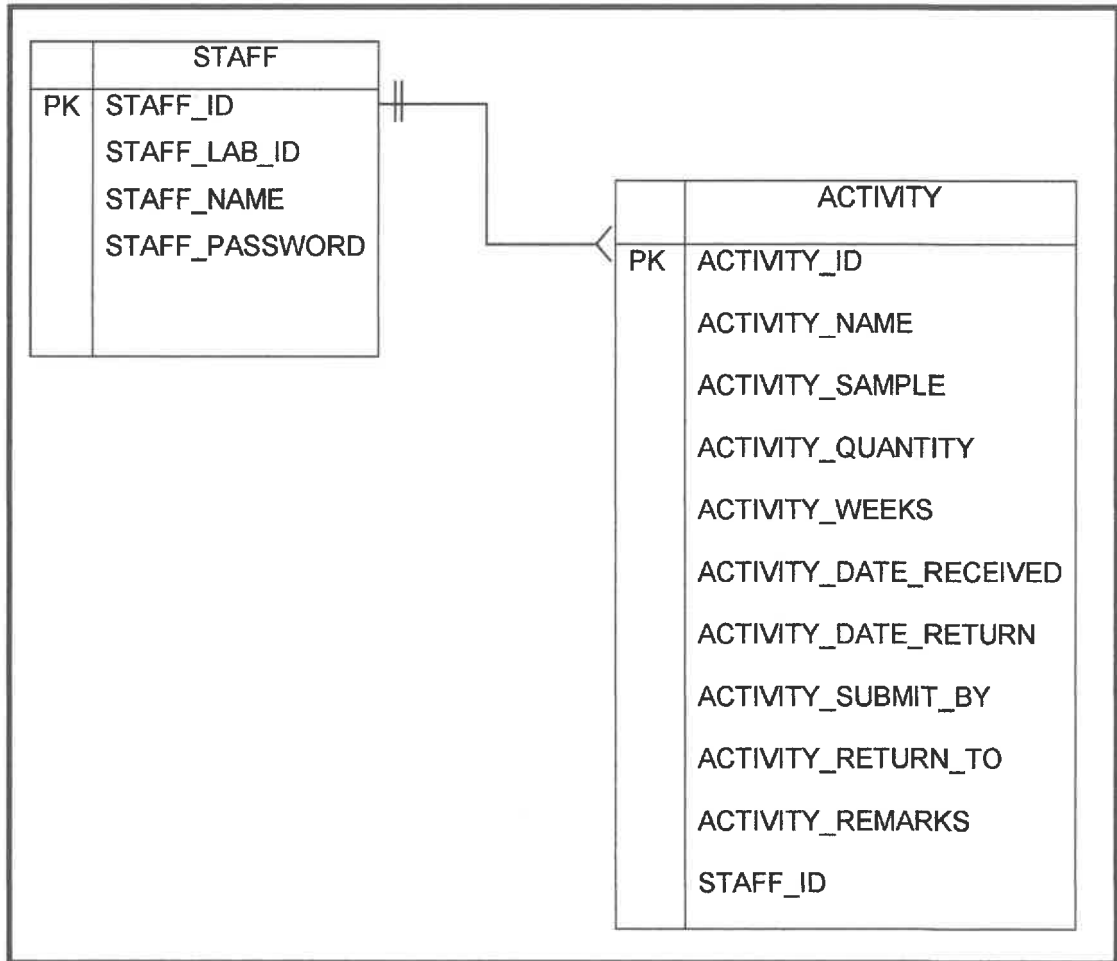 STAFF
PK STAFF_ID
STAFF_LAB_ID
STAFF_NAME
STAFF_PASSWORD
ACTIVITY
PK ACTIVITY_ID
ACTIVITY_NAME
ACTIVITY_SAMPLE
ACTIVITY_QUANTITY
ACTIVITY_WEEKS
ACTIVITY_DATE_RECEIVED
ACTIVITY_DATE_RETURN
ACTIVITY_SUBMIT_BY
ACTIVITY_RETURN_TO
ACTIVITY_REMARKS
STAFF_ID